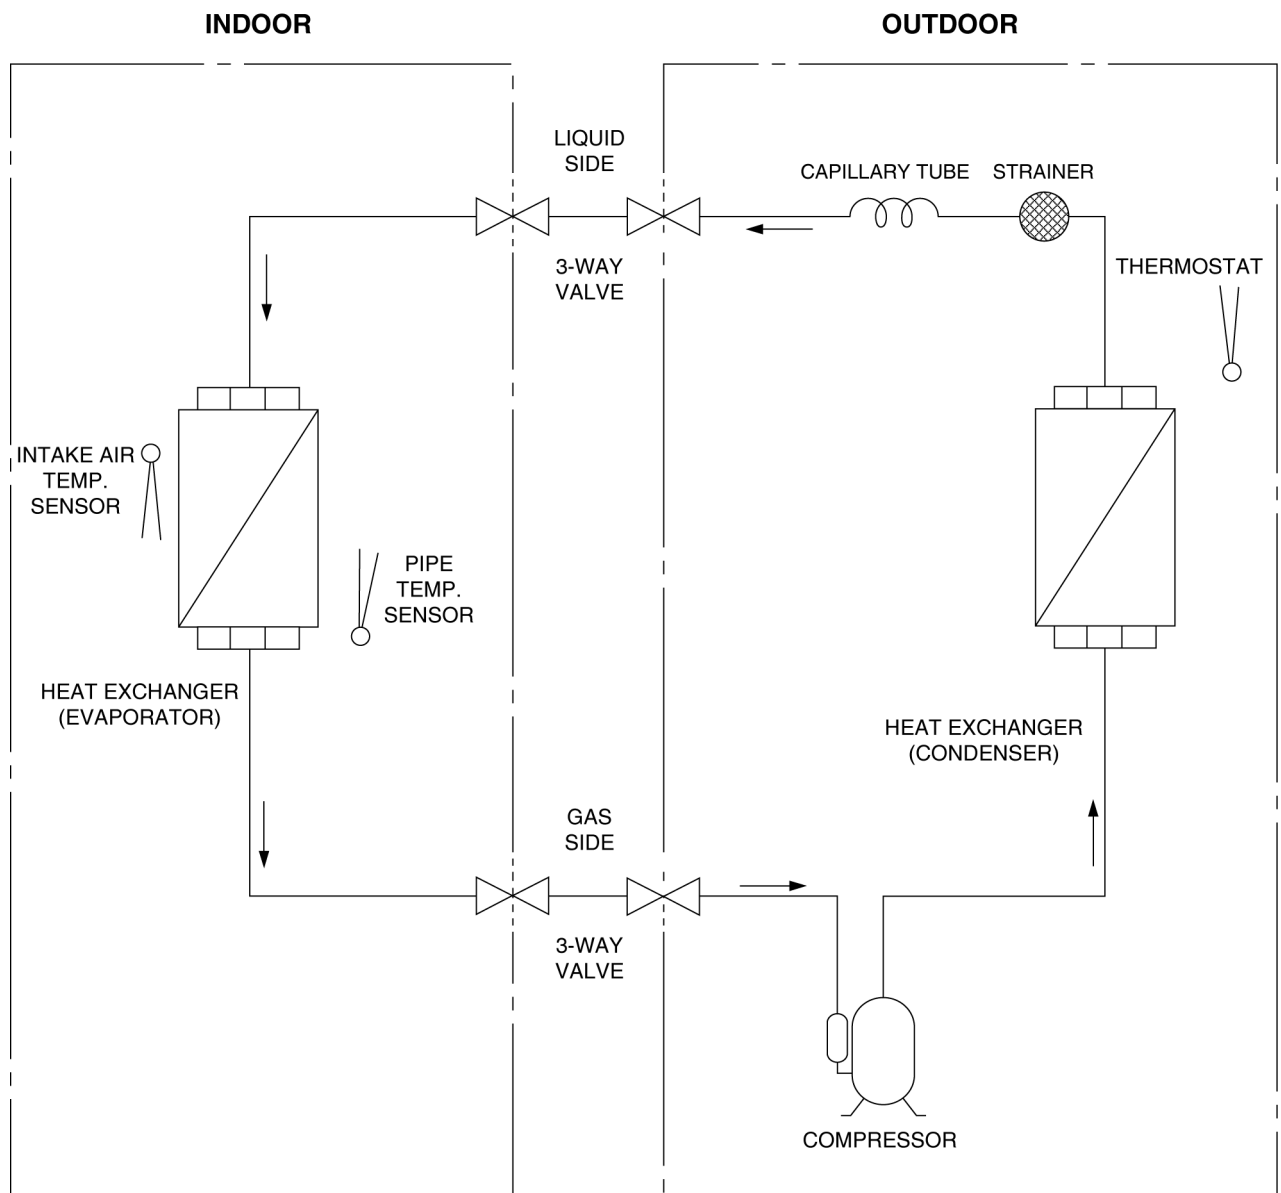 INDOOR
OUTDOOR
LIQUID
SIDE
CAPILLARY TUBE
STRAINER
3-WAY
VALVE
THERMOSTAT
INTAKE AIR
TEMP.
SENSOR
PIPE
TEMP.
SENSOR
HEAT EXCHANGER
(EVAPORATOR)
HEAT EXCHANGER
(CONDENSER)
GAS
SIDE
3-WAY
VALVE
COMPRESSOR